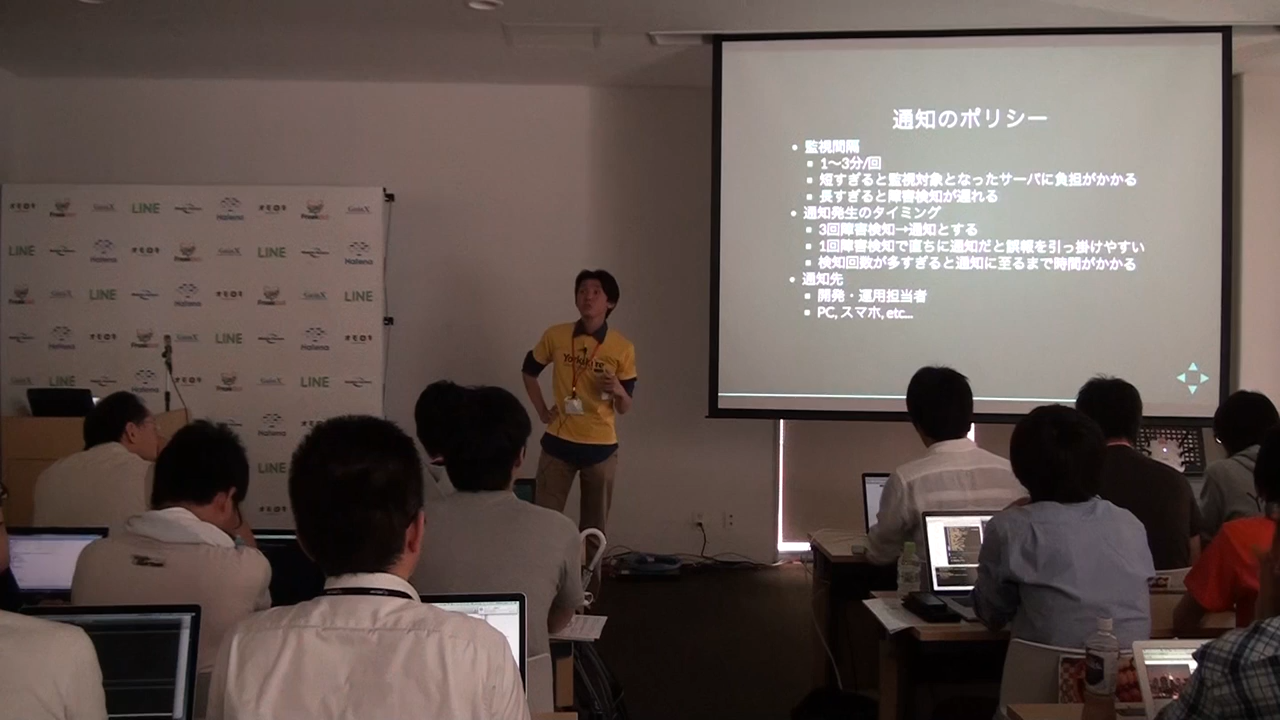 通知のポリシー
監視間隔
1〜3分/回
短すぎると監視対象となったサーバに負担がかかる
長すぎると障害検知が遅れる
通知発生のタイミング
3回障害検知→通知とする
1回障害検知で直ちに通知だと誤報を引っ掛けやすい
検知回数が多すぎると通知に至るまで時間がかかる
通知先
開発・運用担当者
PC, スマホ, etc...
LINE
Hatena
LINE
LINE
Hatena
Hatena
LINE
LINE
LINE
Hatena
LINE
LINE
Hatena
LINE